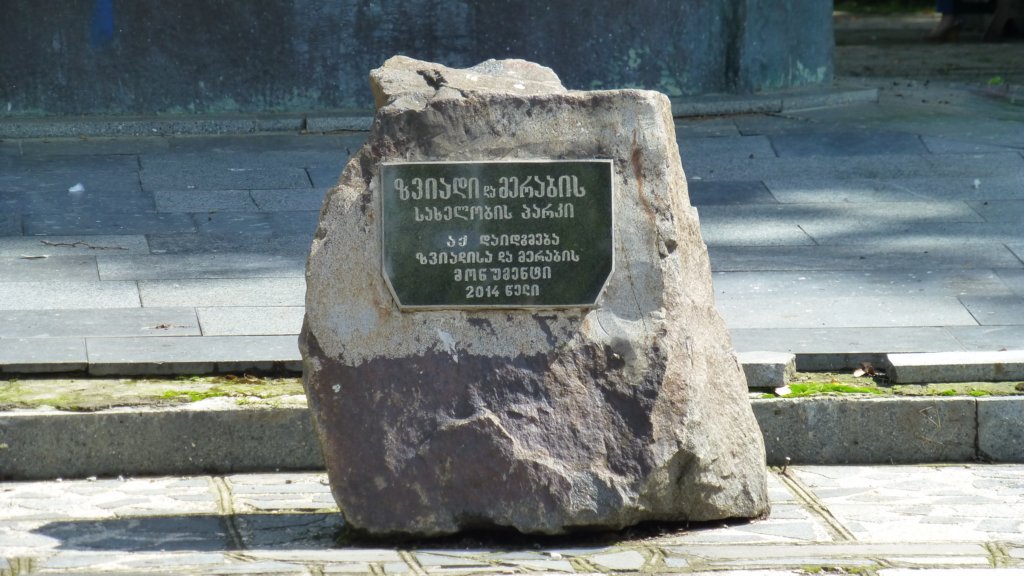 ზვიადი და მერაბის
სახელობის პარკი
აქ დაიდგმება
ზვიადისა და მერაბის
მონუმენტი
2014 წელი